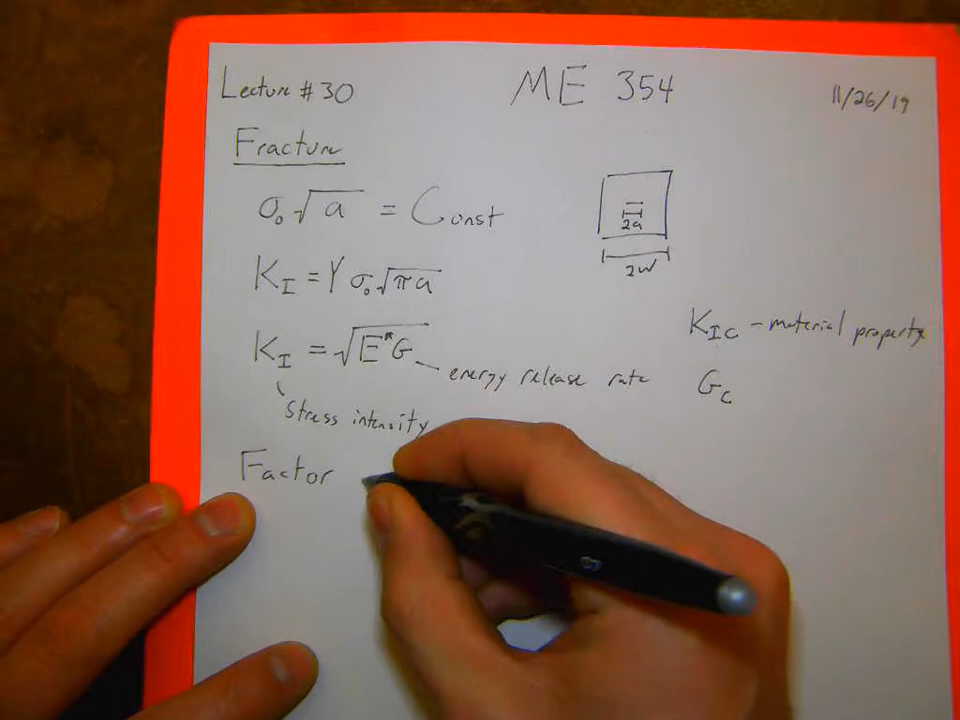 Lecture #30
ME 354
11/26/19
Fracture
σ₀√a = Const
2a
2w
K_I = Y σ₀√πa
K_Ic - material property
K_I = √E*G
energy release rate
G_c
Stress intensity
Factor